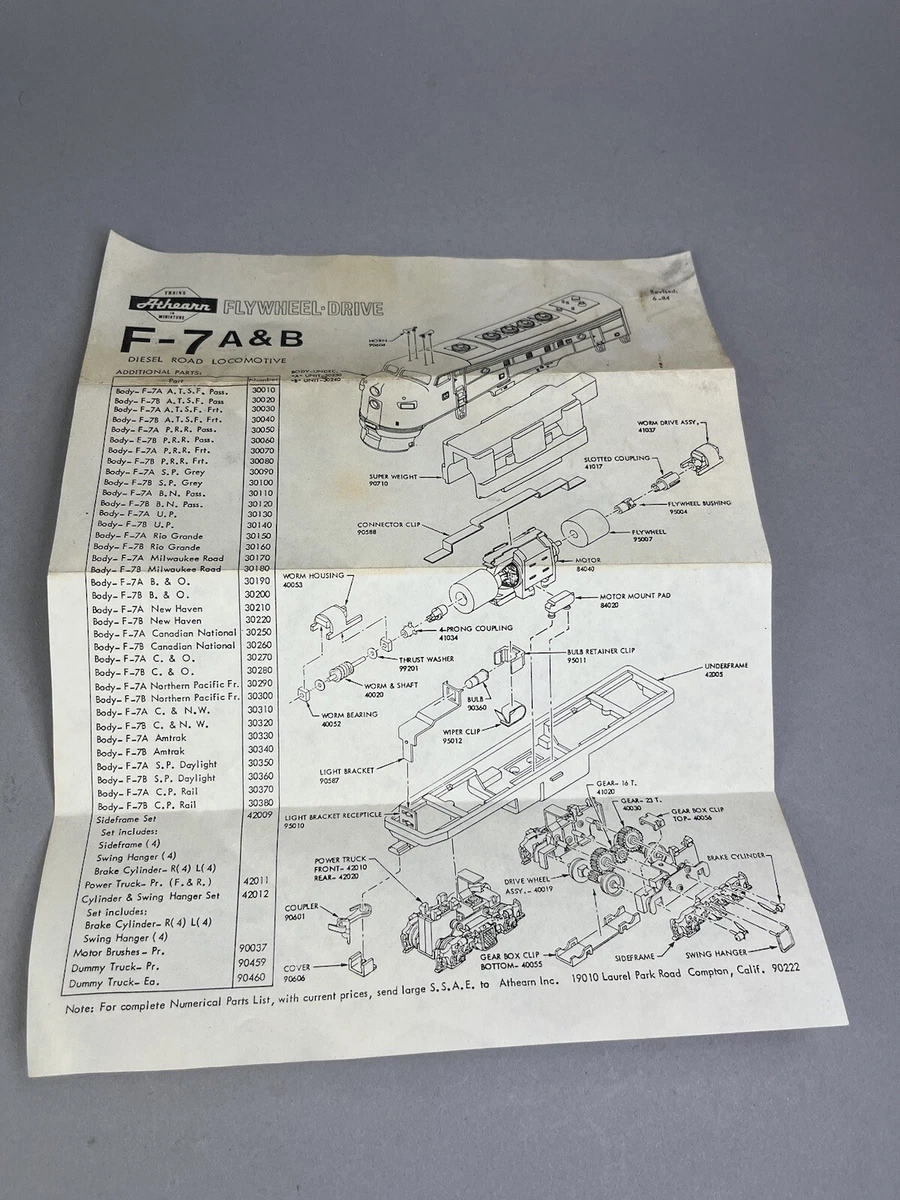 TRAINS
Athearn
IN
MINIATURE
FLYWHEEL-DRIVE
F-7 A & B
DIESEL ROAD LOCOMOTIVE
Revised:
6-84
ADDITIONAL PARTS:
Part Number
Body- F-7A A.T.S.F. Pass. 30010
Body- F-7B A.T.S.F. Pass 30020
Body- F-7A A.T.S.F. Frt. 30030
Body- F-7B A.T.S.F. Frt. 30040
Body- F-7A P.R.R. Pass. 30050
Body- F-7B P.R.R. Pass. 30060
Body- F-7A P.R.R. Frt. 30070
Body- F-7B P.R.R. Frt. 30080
Body- F-7A S.P. Grey 30090
Body- F-7B S.P. Grey 30100
Body- F-7A B.N. Pass. 30110
Body- F-7B B.N. Pass. 30120
Body- F-7A U.P. 30130
Body- F-7B U.P. 30140
Body- F-7A Rio Grande 30150
Body- F-7B Rio Grande 30160
Body- F-7A Milwaukee Road 30170
Body- F-7B Milwaukee Road 30180
Body- F-7A B. & O. 30190
Body- F-7B B. & O. 30200
Body- F-7A New Haven 30210
Body- F-7B New Haven 30220
Body- F-7A Canadian National 30250
Body- F-7B Canadian National 30260
Body- F-7A C. & O. 30270
Body- F-7B C. & O. 30280
Body- F-7A Northern Pacific Fr. 30290
Body- F-7B Northern Pacific Fr. 30300
Body- F-7A C. & N.W. 30310
Body- F-7B C. & N. W. 30320
Body- F-7A Amtrak 30330
Body- F-7B Amtrak 30340
Body- F-7A S.P. Daylight 30350
Body- F-7B S.P. Daylight 30360
Body- F-7A C.P. Rail 30370
Body- F-7B C.P. Rail 30380
Sideframe Set 42009
Set includes:
Sideframe (4)
Swing Hanger (4)
Brake Cylinder- R(4) L(4)
Power Truck- Pr. (F.& R.) 42011
Cylinder & Swing Hanger Set 42012
Set includes:
Brake Cylinder- R(4) L(4)
Swing Hanger (4)
Motor Brushes- Pr. 90037
Dummy Truck- Pr. 90459
Dummy Truck- Ea. 90460
HORN
90604
BODY-UNDEC.
"A" UNIT-30230
"B" UNIT-30240
SUPER WEIGHT
90710
CONNECTOR CLIP
90588
WORM DRIVE ASSY.
41037
SLOTTED COUPLING
41017
FLYWHEEL BUSHING
95004
FLYWHEEL
95007
MOTOR
84040
MOTOR MOUNT PAD
84020
WORM HOUSING
40053
4-PRONG COUPLING
41034
THRUST WASHER
99201
WORM & SHAFT
40020
WORM BEARING
40052
BULB RETAINER CLIP
95011
BULB
90360
WIPER CLIP
95012
UNDERFRAME
42005
LIGHT BRACKET
90587
LIGHT BRACKET RECEPTICLE
95010
GEAR- 16 T.
41020
GEAR- 23 T.
40030
GEAR BOX CLIP
TOP- 40056
BRAKE CYLINDER
POWER TRUCK
FRONT- 42010
REAR- 42020
DRIVE WHEEL
ASSY.- 40019
COUPLER
90601
COVER
90606
GEAR BOX CLIP
BOTTOM- 40055
SIDEFRAME
SWING HANGER
Note: For complete Numerical Parts List, with current prices, send large S.S.A.E. to Athearn Inc. 19010 Laurel Park Road Compton, Calif. 90222